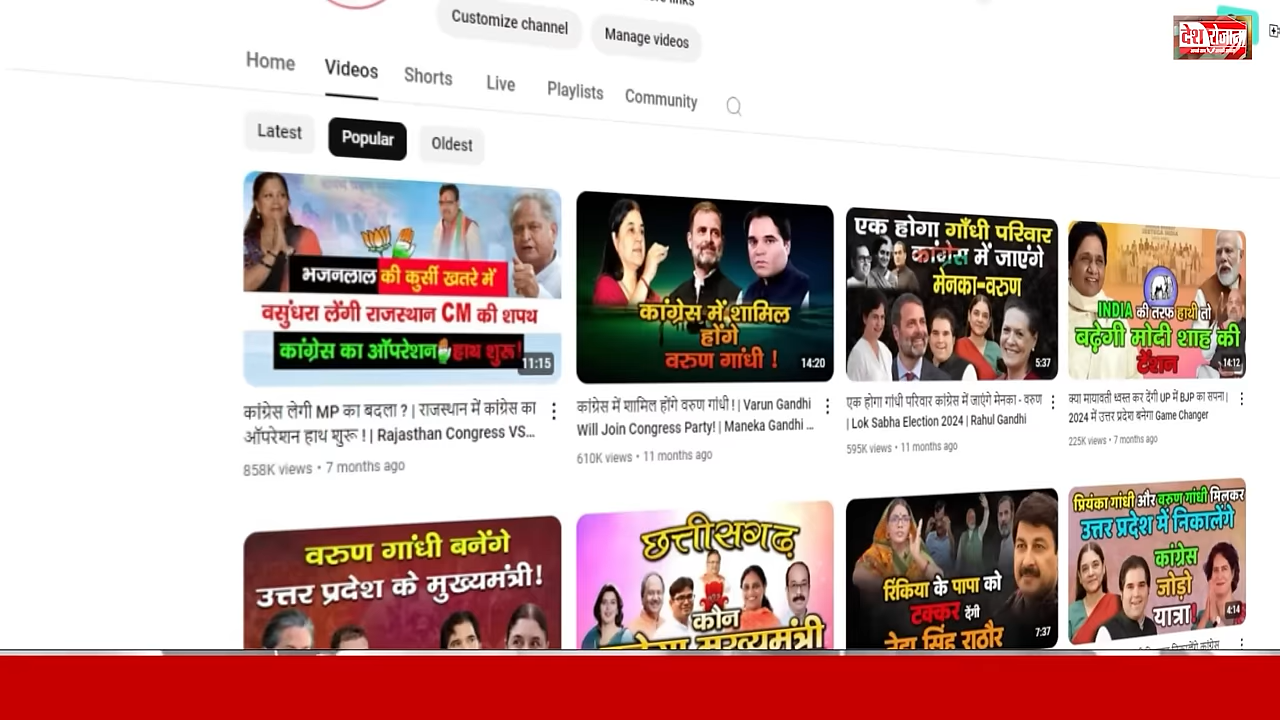 Customize channel
Manage videos
देश रोजाना
Home
Videos
Shorts
Live
Playlists
Community
Latest
Popular
Oldest
भजनलाल की कुर्सी खतरे में
वसुंधरा लेंगी राजस्थान CM की शपथ
कांग्रेस का ऑपरेशन हाथ शुरू !
11:15
कांग्रेस लेगी MP का बदला ? | राजस्थान में कांग्रेस का
ऑपरेशन हाथ शुरू ! | Rajasthan Congress VS...
858K views • 7 months ago
कांग्रेस में शामिल
होंगे
वरुण गांधी !
14:20
कांग्रेस में शामिल होंगे वरुण गांधी ! | Varun Gandhi
Will Join Congress Party! | Maneka Gandhi ...
610K views • 11 months ago
एक होगा गाँधी परिवार
कांग्रेस में जाएंगे
मेनका-वरुण
5:37
एक होगा गांधी परिवार कांग्रेस में जाएंगे मेनका - वरुण
| Lok Sabha Election 2024 | Rahul Gandhi
595K views • 11 months ago
INDIA की तरफ हाथी तो
बढ़ेगी मोदी शाह की
टेंशन
14:12
क्या मायावती ध्वस्त कर देंगी UP में BJP का सपना |
2024 में उत्तर प्रदेश बनेगा Game Changer
225K views • 7 months ago
वरुण गांधी बनेंगे
उत्तर प्रदेश के मुख्यमंत्री!
छत्तीसगढ़
कौन
बनेगा मुख्यमंत्री
रिंकिया के पापा को
टक्कर देंगी
नेहा सिंह राठौर
7:37
प्रियंका गांधी और वरुण गांधी मिलकर
उत्तर प्रदेश में निकालेंगे
कांग्रेस
जोड़ो
यात्रा!
4:14